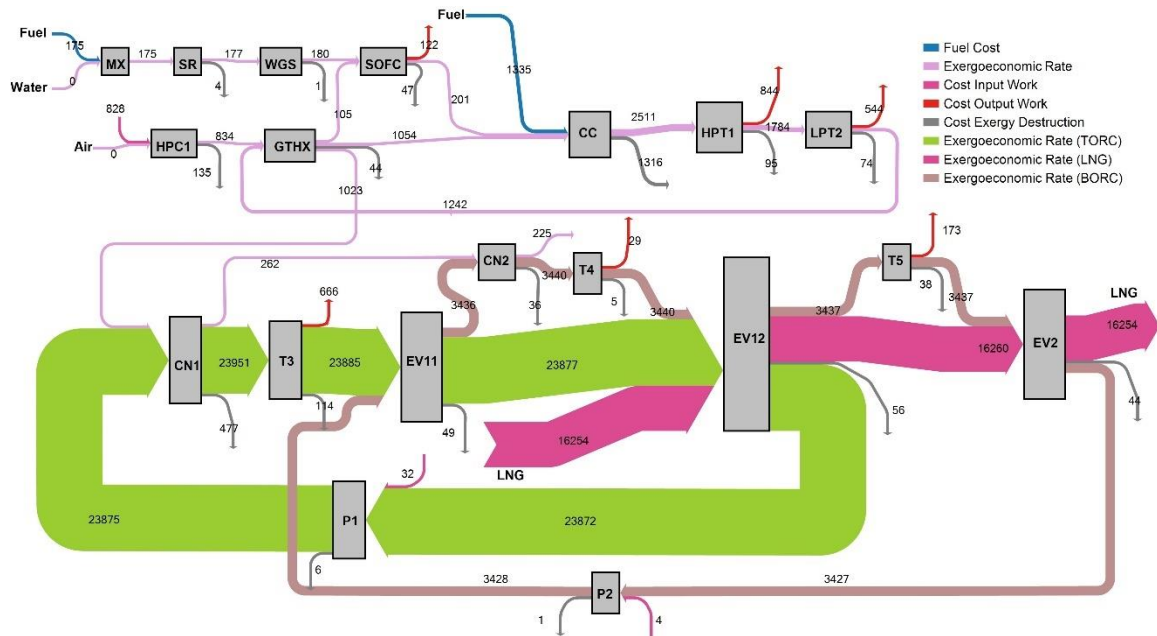 Fuel
175
Water
0
MX
175
SR
4
177
WGS
1
180
SOFC
122
47
201
105
Fuel
1335
828
Air
0
HPC1
135
834
GTHX
44
1054
1023
1242
CC
1316
2511
HPT1
844
95
1784
LPT2
544
74
Fuel Cost
Exergoeconomic Rate
Cost Input Work
Cost Output Work
Cost Exergy Destruction
Exergoeconomic Rate (TORC)
Exergoeconomic Rate (LNG)
Exergoeconomic Rate (BORC)
262
225
CN2
36
3436
3440
T4
29
5
3440
T5
173
38
3437
3437
CN1
477
23951
T3
666
114
23885
EV11
49
23877
16254
LNG
EV12
56
16260
EV2
44
LNG
16254
23875
P1
32
6
23872
3428
P2
1
4
3427